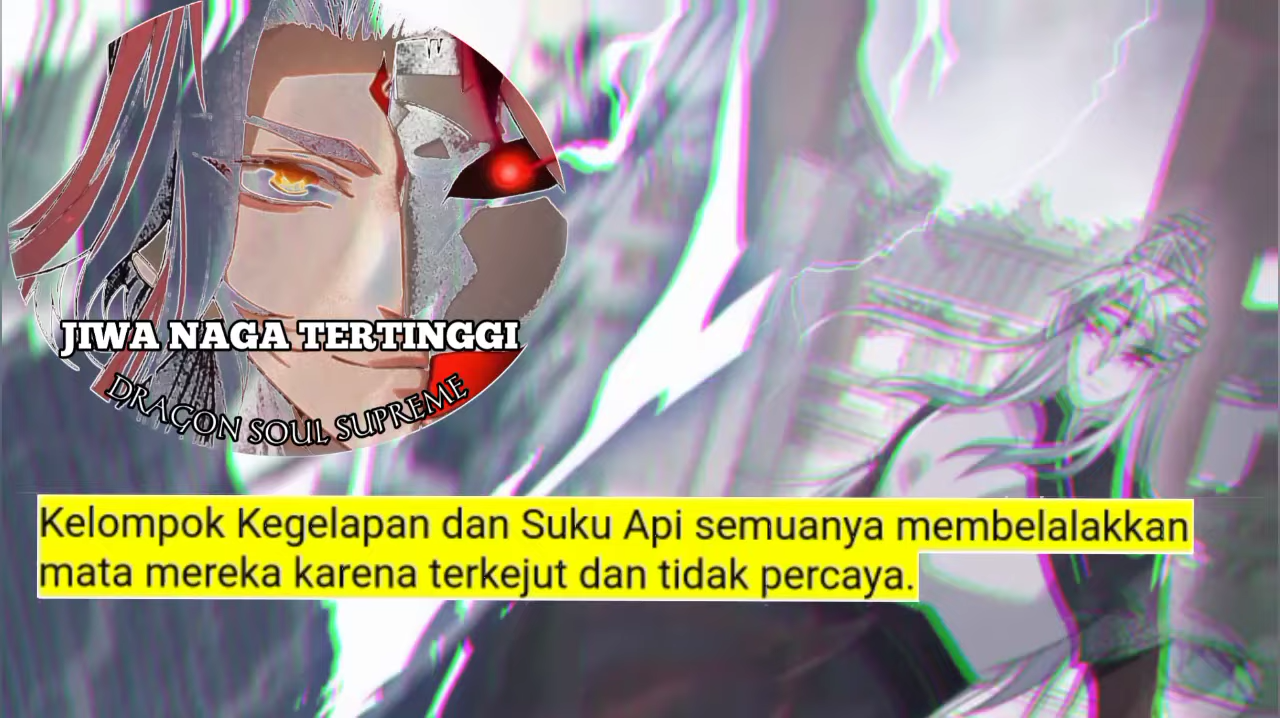 JIWA NAGA TERTINGGI
DRAGON SOUL SUPREME
Kelompok Kegelapan dan Suku Api semuanya membelalakkan
mata mereka karena terkejut dan tidak percaya.